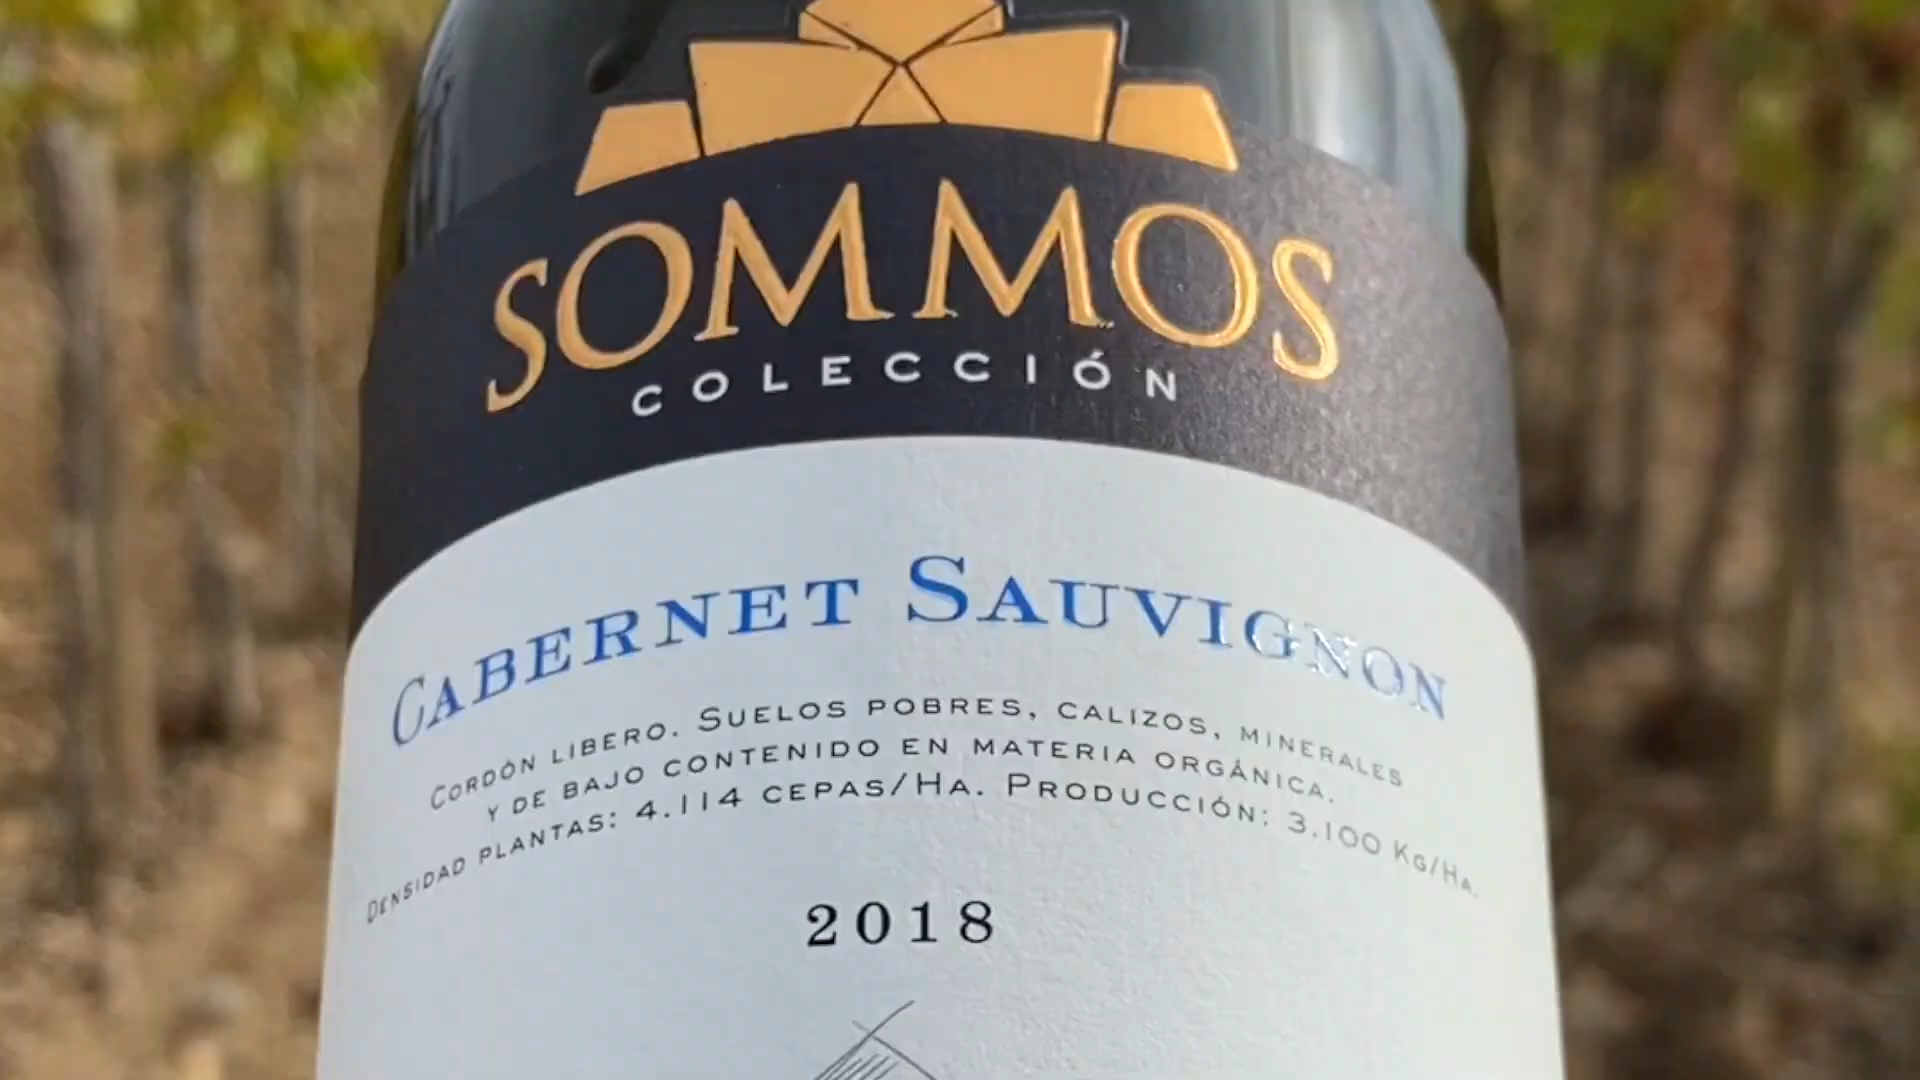 SOMMOS
COLECCIÓN
CABERNET SAUVIGNON
CORDÓN LIBERO. SUELOS POBRES, CALIZOS, MINERALES
Y DE BAJO CONTENIDO EN MATERIA ORGÁNICA.
DENSIDAD PLANTAS: 4.114 CEPAS/HA. PRODUCCIÓN: 3.100 KG/HA.
2018